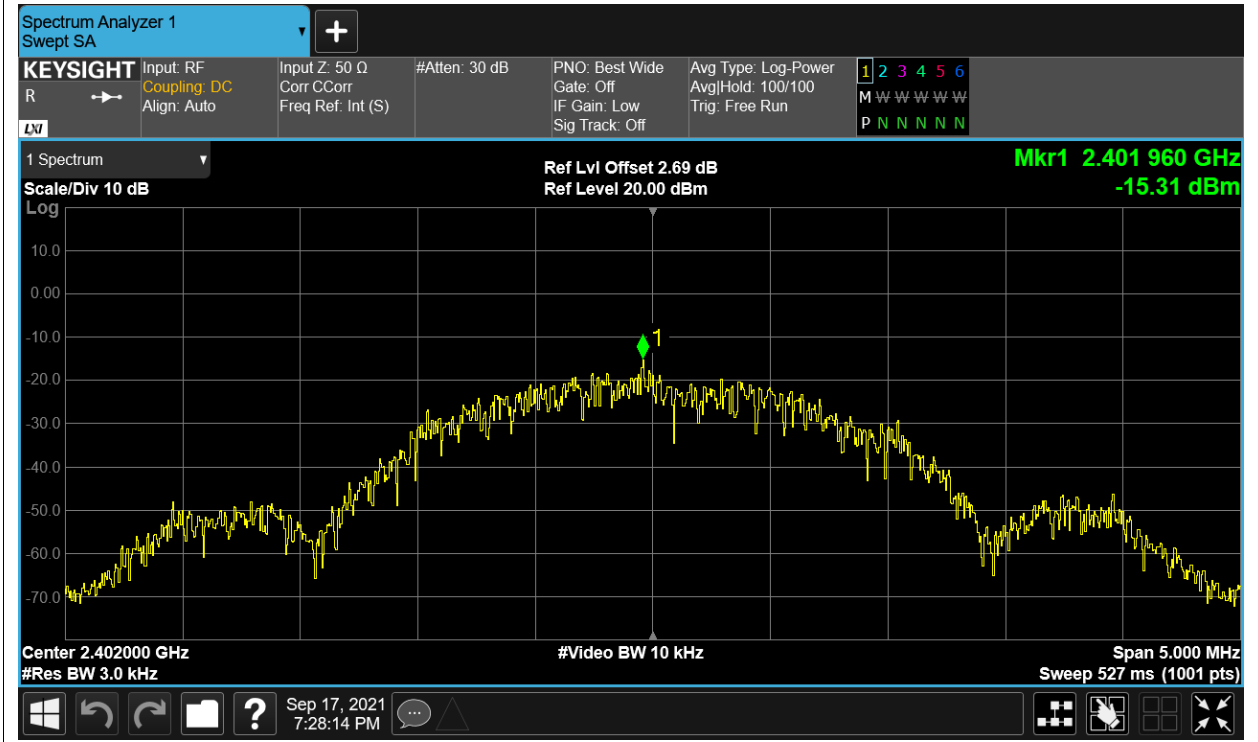 Spectrum Analyzer 1
Swept SA
KEYSIGHT
R
LXI
Input: RF
Coupling: DC
Align: Auto
Input Z: 50 Ω
Corr CCorr
Freq Ref: Int (S)
#Atten: 30 dB
PNO: Best Wide
Gate: Off
IF Gain: Low
Sig Track: Off
Avg Type: Log-Power
Avg|Hold: 100/100
Trig: Free Run
1 2 3 4 5 6
M W W W W W W
P N N N N N N
1 Spectrum
Scale/Div 10 dB
Log
Ref Lvl Offset 2.69 dB
Ref Level 20.00 dBm
Mkr1 2.401 960 GHz
-15.31 dBm
10.0
0.00
-10.0
1
-20.0
-30.0
-40.0
-50.0
-60.0
-70.0
Center 2.402000 GHz
#Video BW 10 kHz
Span 5.000 MHz
#Res BW 3.0 kHz
Sweep 527 ms (1001 pts)
?
Sep 17, 2021
7:28:14 PM